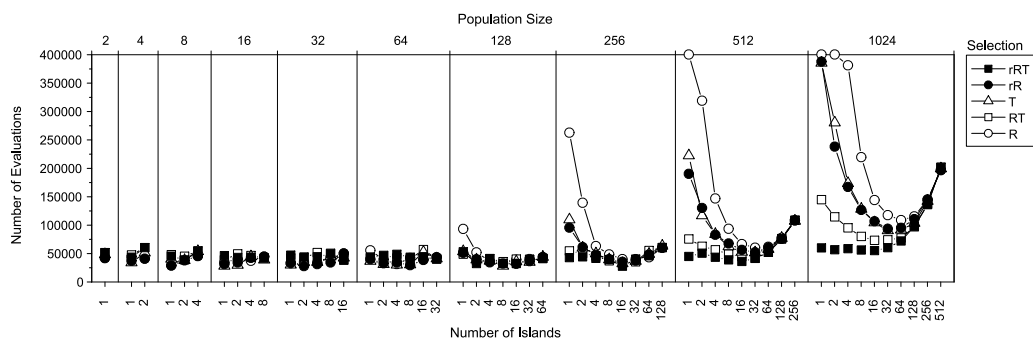 Population Size
2 4 8 16 32 64 128 256 512 1024
Selection
rRT
rR
T
RT
R
400000
350000
300000
250000
200000
150000
100000
50000
0
Number of Evaluations
1 1 2 1 2 4 1 2 4 8 1 2 4 8 16 1 2 4 8 16 32 1 2 4 8 16 32 64 1 2 4 8 16 32 64 128 1 2 4 8 16 32 64 128 256 1 2 4 8 16 32 64 128 256 512
Number of Islands